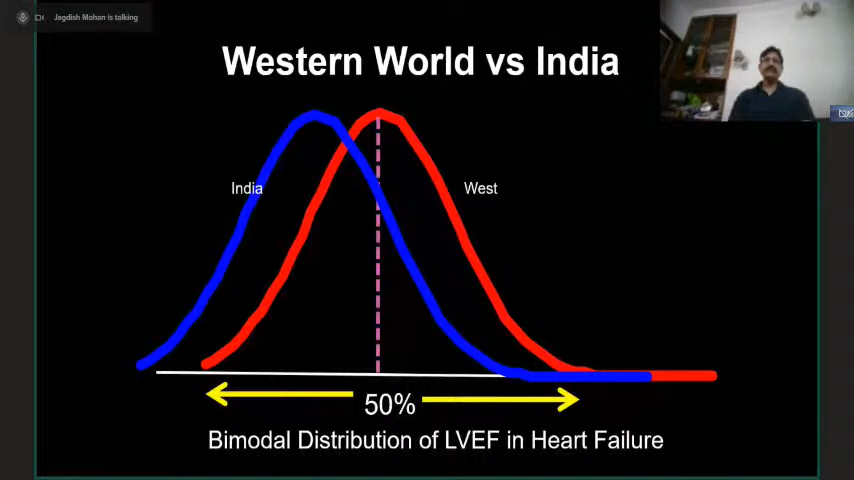 Jagdish Mohan is talking
Western World vs India
India
West
50%
Bimodal Distribution of LVEF in Heart Failure